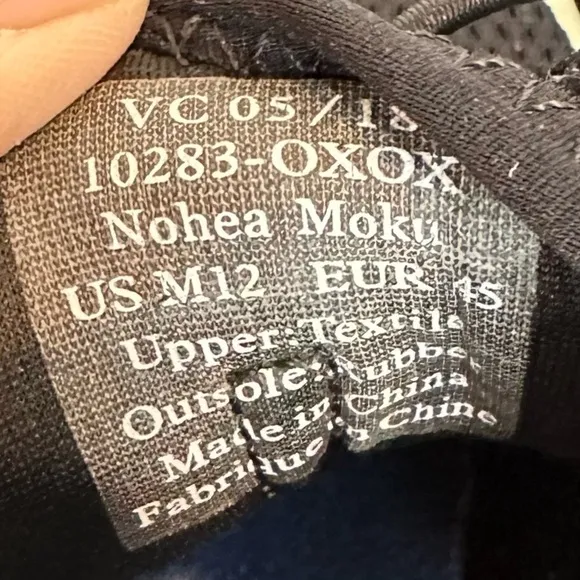 VC 05/18
10283-OXOX
Nohea Moku
US M12 EUR 45
Upper:Textile
Outsole:Rubber
Made in China
Fabriqué en Chine